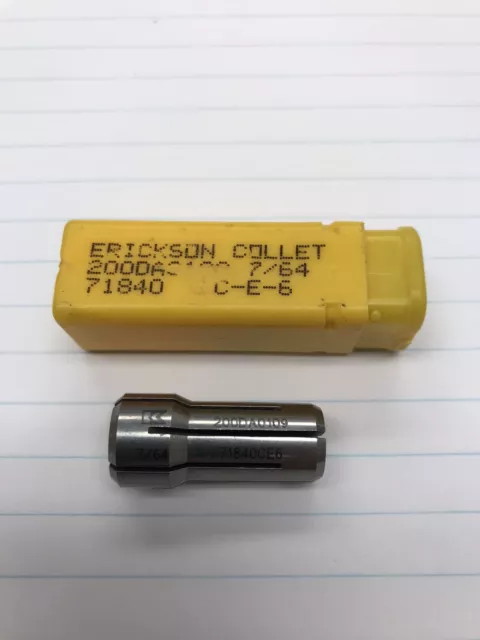 ERICKSON COLLET
7/64
71840 C-E-6
200DA0109
7/64 71840CE6